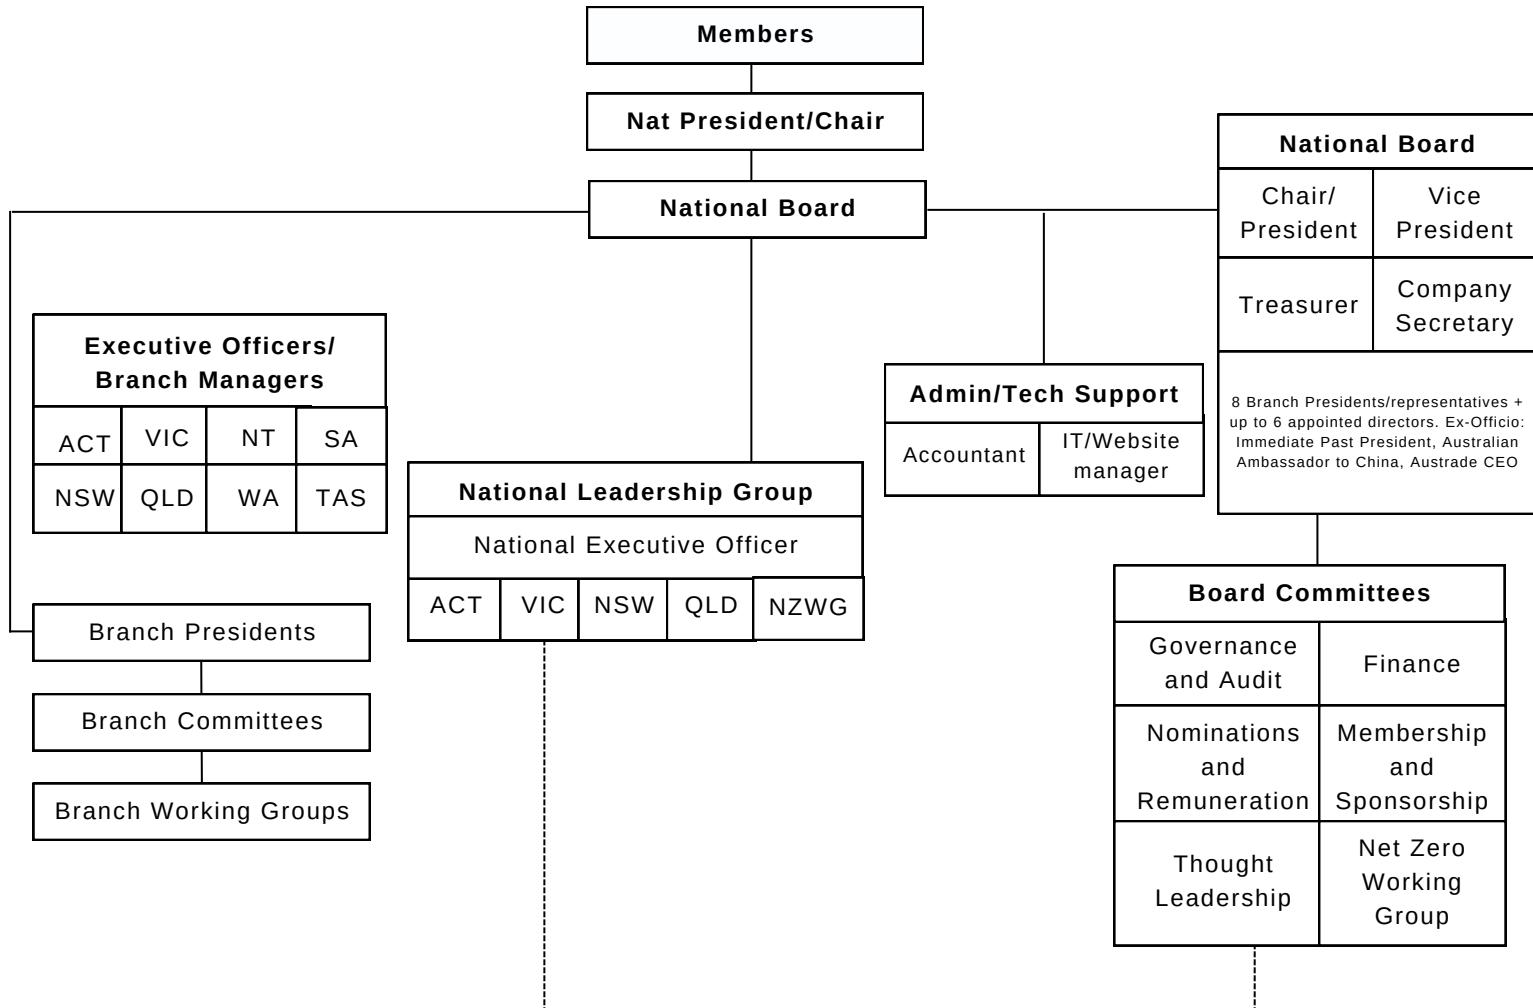 Members
Nat President/Chair
National Board
National Board
Chair/
President
Vice
President
Treasurer
Company
Secretary
8 Branch Presidents/representatives +
up to 6 appointed directors. Ex-Officio:
Immediate Past President, Australian
Ambassador to China, Austrade CEO
Executive Officers/
Branch Managers
ACT
VIC
NT
SA
NSW
QLD
WA
TAS
Admin/Tech Support
Accountant
IT/Website
manager
National Leadership Group
National Executive Officer
ACT
VIC
NSW
QLD
NZWG
Branch Presidents
Branch Committees
Branch Working Groups
Board Committees
Governance
and Audit
Finance
Nominations
and
Remuneration
Membership
and
Sponsorship
Thought
Leadership
Net Zero
Working
Group